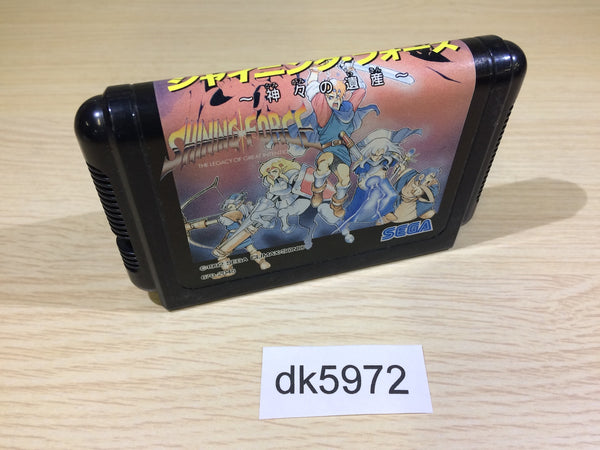 シャイニング・フォース
～神々の遺産～
SHINING FORCE
THE LEGACY OF GREAT
SEGA
dk5972